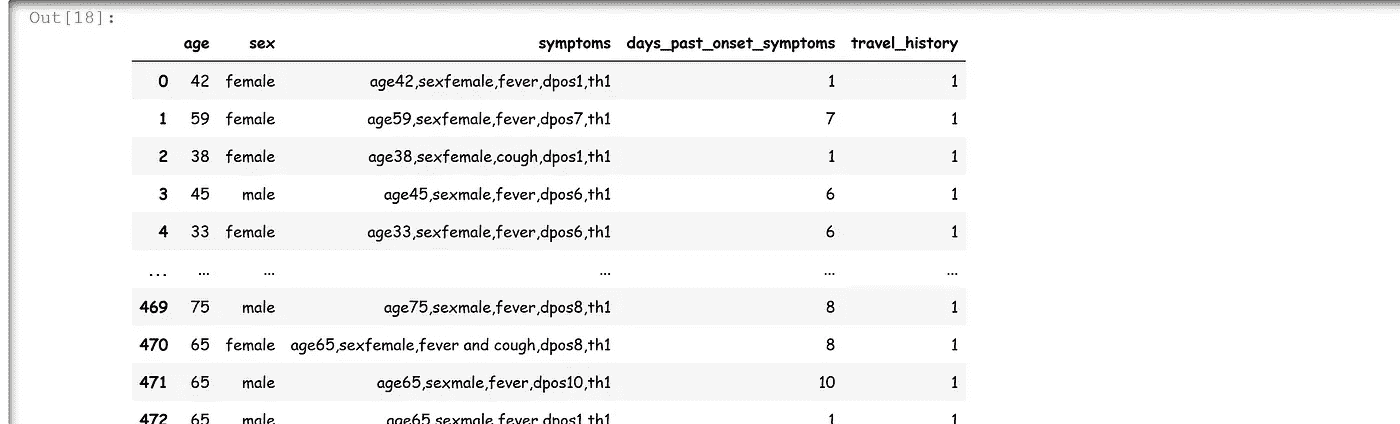 Out[18]:
age sex symptoms days_past_onset_symptoms travel_history
0 42 female age42,sexfemale,fever,dpos1,th1 1 1
1 59 female age59,sexfemale,fever,dpos7,th1 7 1
2 38 female age38,sexfemale,cough,dpos1,th1 1 1
3 45 male age45,sexmale,fever,dpos6,th1 6 1
4 33 female age33,sexfemale,fever,dpos6,th1 6 1
... ... ... ... ... ...
469 75 male age75,sexmale,fever,dpos8,th1 8 1
470 65 female age65,sexfemale,fever and cough,dpos8,th1 8 1
471 65 male age65,sexmale,fever,dpos10,th1 10 1
472 65 male age65,sexmale,fever,dpos1,th1 1 1